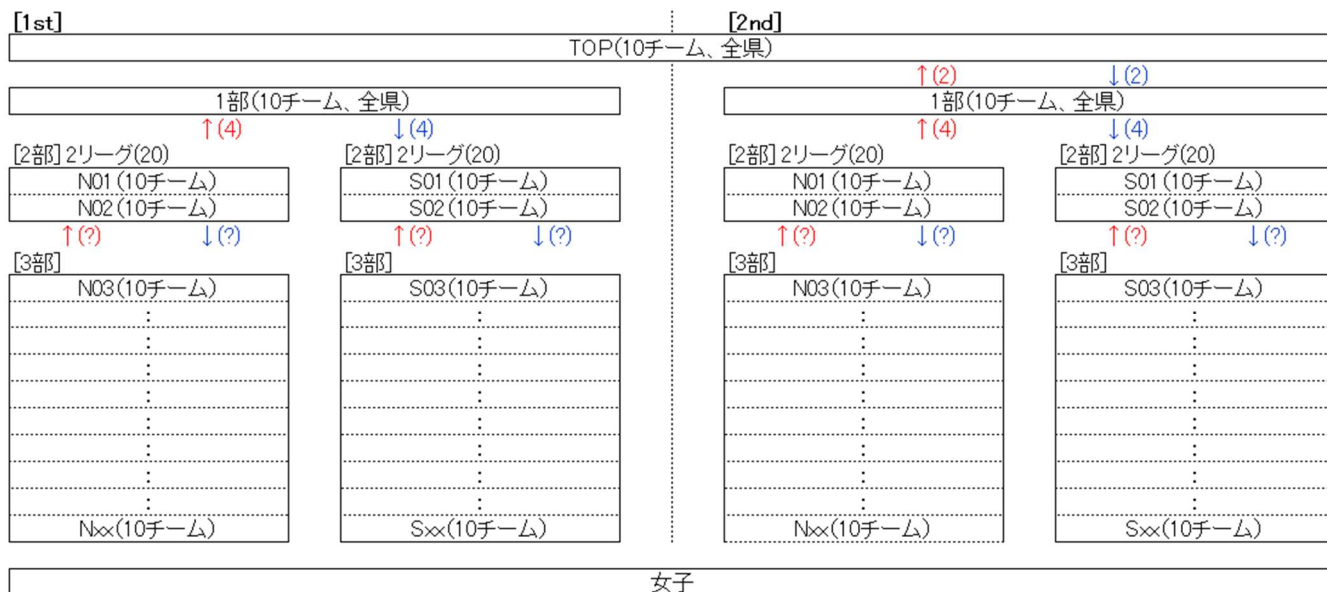 [1st] [2nd]
TOP(10チーム、全県)
↑(2) ↓(2)
1部(10チーム、全県) 1部(10チーム、全県)
↑(4) ↓(4) ↑(4) ↓(4)
[2部] 2リーグ(20) [2部] 2リーグ(20) [2部] 2リーグ(20) [2部] 2リーグ(20)
N01(10チーム) S01(10チーム) N01(10チーム) S01(10チーム)
N02(10チーム) S02(10チーム) N02(10チーム) S02(10チーム)
↑(?) ↓(?) ↑(?) ↓(?) ↑(?) ↓(?) ↑(?) ↓(?)
[3部] [3部] [3部] [3部]
N03(10チーム) S03(10チーム) N03(10チーム) S03(10チーム)
: : : :
: : : :
: : : :
: : : :
: : : :
: : : :
: : : :
: : : :
Nxx(10チーム) Sxx(10チーム) Nxx(10チーム) Sxx(10チーム)
女子